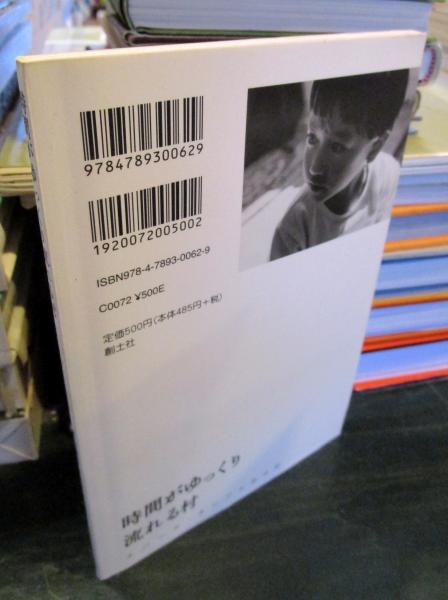 9784789300629
1920072005002
ISBN978-4-7893-0062-9
C0072 ¥500E
定価500円(本体485円+税)
創土社
時間がゆっくり
流れる村